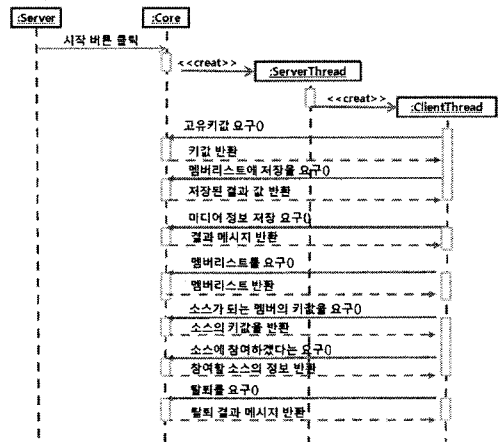 :Server
:Core
시작 버튼 클릭
<<creat>>
:ServerThread
<<creat>>
:ClientThread
고유키값 요구()
키값 반환
멤버리스트에 저장을 요구()
저장된 결과 값 반환
미디어 정보 저장 요구()
결과 메시지 반환
멤버리스트를 요구()
멤버리스트 반환
소스가 되는 멤버의 키값을 요구()
소스의 키값을 반환
소스에 참여하겠다는 요구()
참여할 소스의 정보 반환
탈퇴를 요구()
탈퇴 결과 메시지 반환